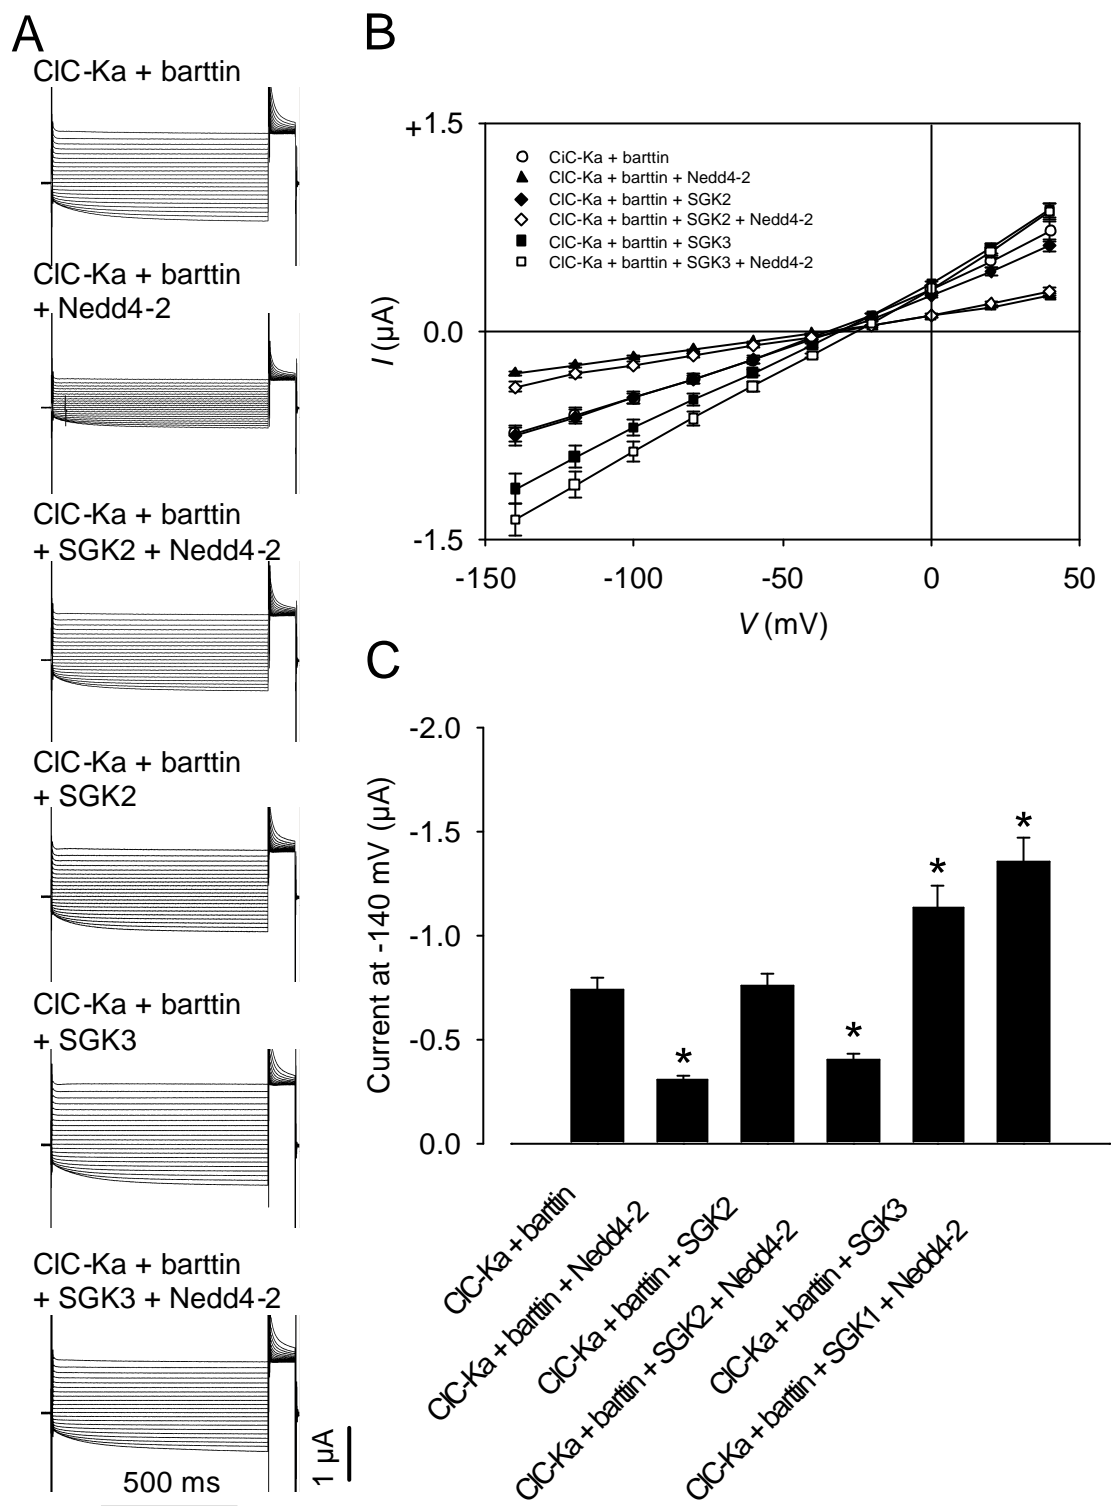 A
ClC-Ka + barttin
ClC-Ka + barttin
+ Nedd4-2
ClC-Ka + barttin
+ SGK2 + Nedd4-2
ClC-Ka + barttin
+ SGK2
ClC-Ka + barttin
+ SGK3
ClC-Ka + barttin
+ SGK3 + Nedd4-2
500 ms
1 µA
B
+1.5
0.0
-1.5
I (µA)
CiC-Ka + barttin
ClC-Ka + barttin + Nedd4-2
ClC-Ka + barttin + SGK2
ClC-Ka + barttin + SGK2 + Nedd4-2
ClC-Ka + barttin + SGK3
ClC-Ka + barttin + SGK3 + Nedd4-2
-150
-100
-50
0
50
V (mV)
C
-2.0
-1.5
-1.0
-0.5
0.0
Current at -140 mV (µA)
*
*
*
*
ClC-Ka + barttin
ClC-Ka + barttin + Nedd4-2
ClC-Ka + barttin + SGK2
ClC-Ka + barttin + SGK2 + Nedd4-2
ClC-Ka + barttin + SGK3
ClC-Ka + barttin + SGK1 + Nedd4-2